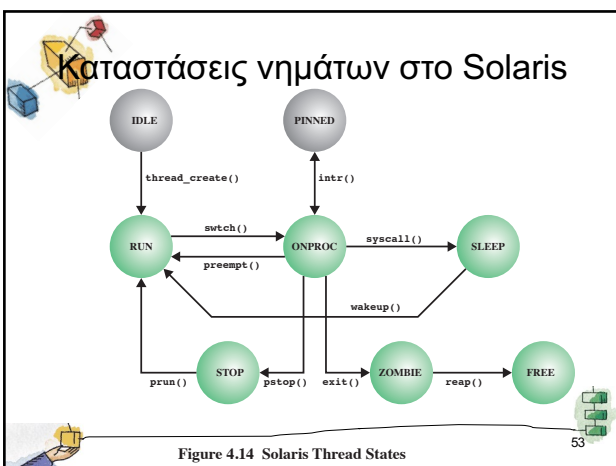 Καταστάσεις νημάτων στο Solaris
IDLE
PINNED
thread_create()
intr()
swtch()
syscall()
RUN
ONPROC
SLEEP
preempt()
wakeup()
STOP
ZOMBIE
FREE
prun()
pstop()
exit()
reap()
53
Figure 4.14 Solaris Thread States